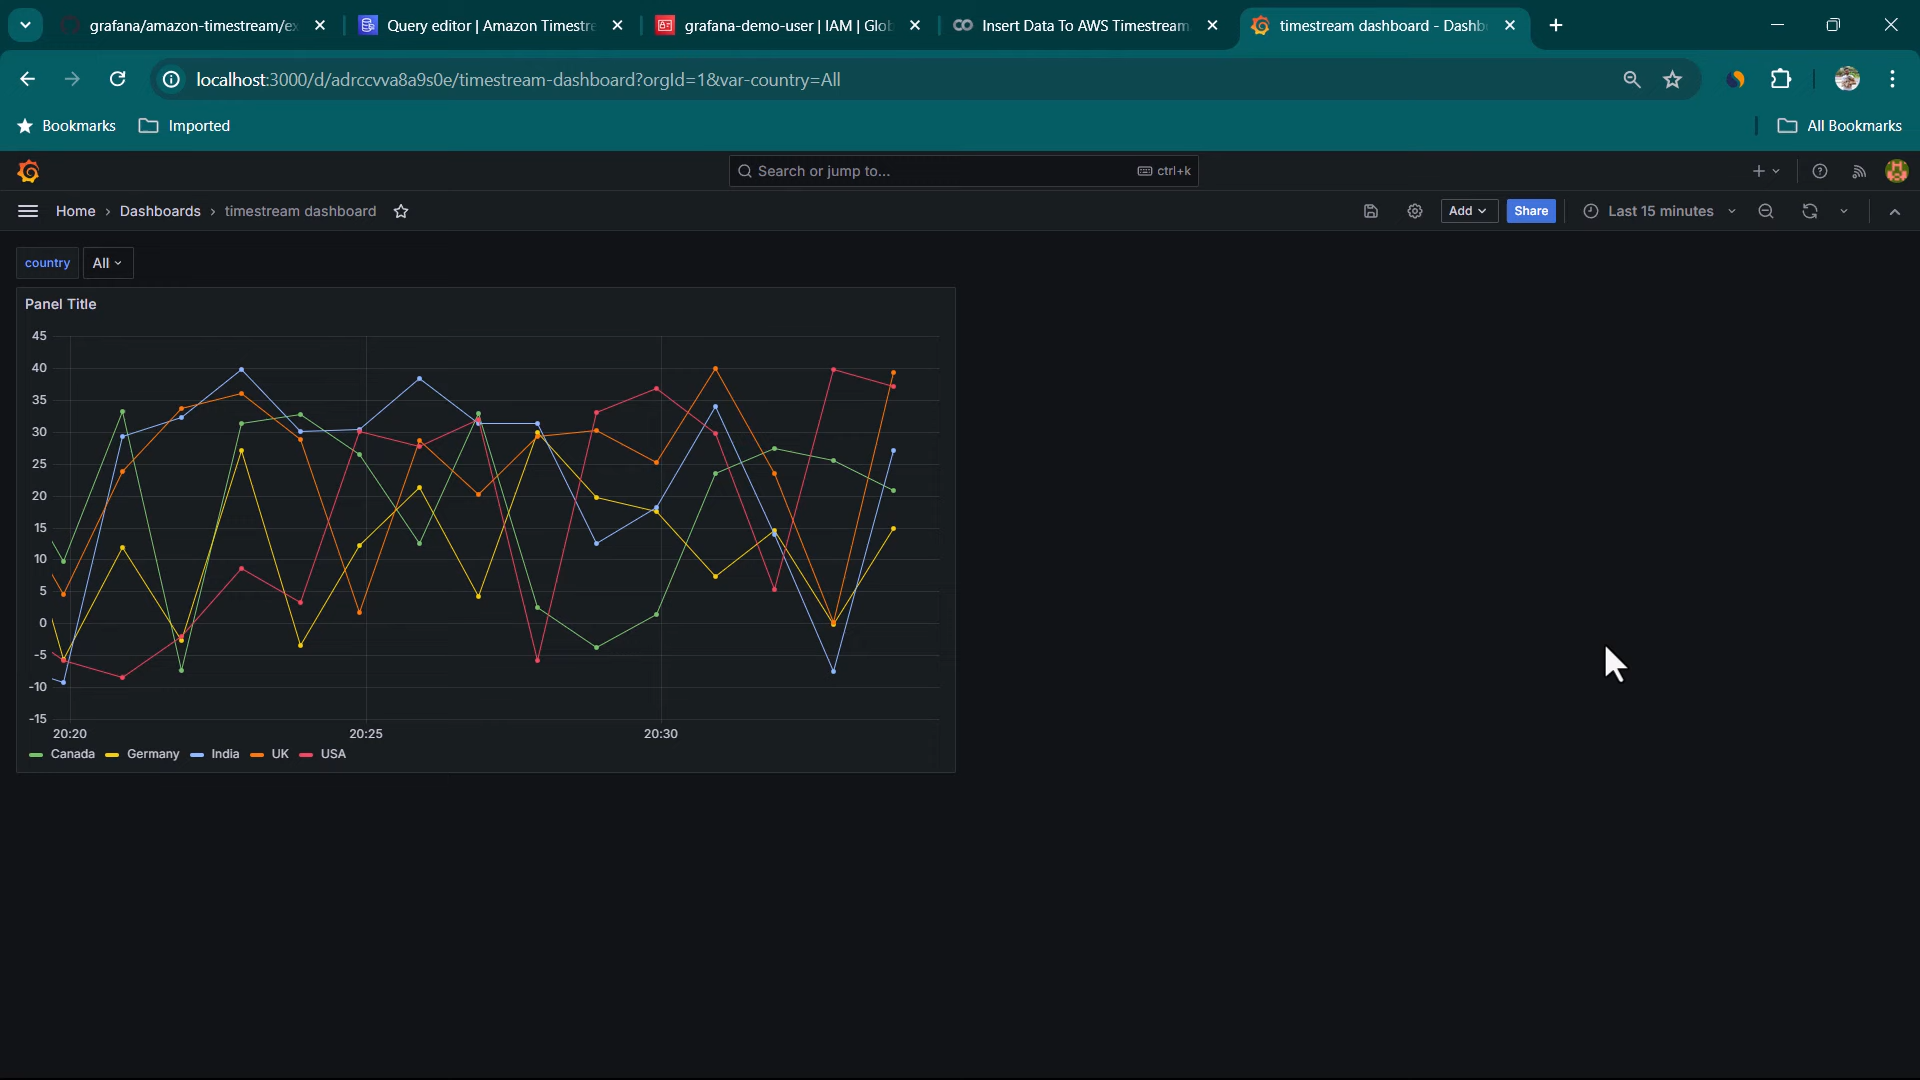 grafana/amazon-timestream/ex
Query editor | Amazon Timestre
grafana-demo-user | IAM | Glob
Insert Data To AWS Timestream.
timestream dashboard - Dashb
localhost:3000/d/adrccvva8a9s0e/timestream-dashboard?orgId=1&var-country=All
Bookmarks
Imported
All Bookmarks
Search or jump to...
ctrl+k
Home › Dashboards › timestream dashboard
Add
Share
Last 15 minutes
country
All
Panel Title
45
40
35
30
25
20
15
10
5
0
-5
-10
-15
20:20
20:25
20:30
Canada Germany India UK USA